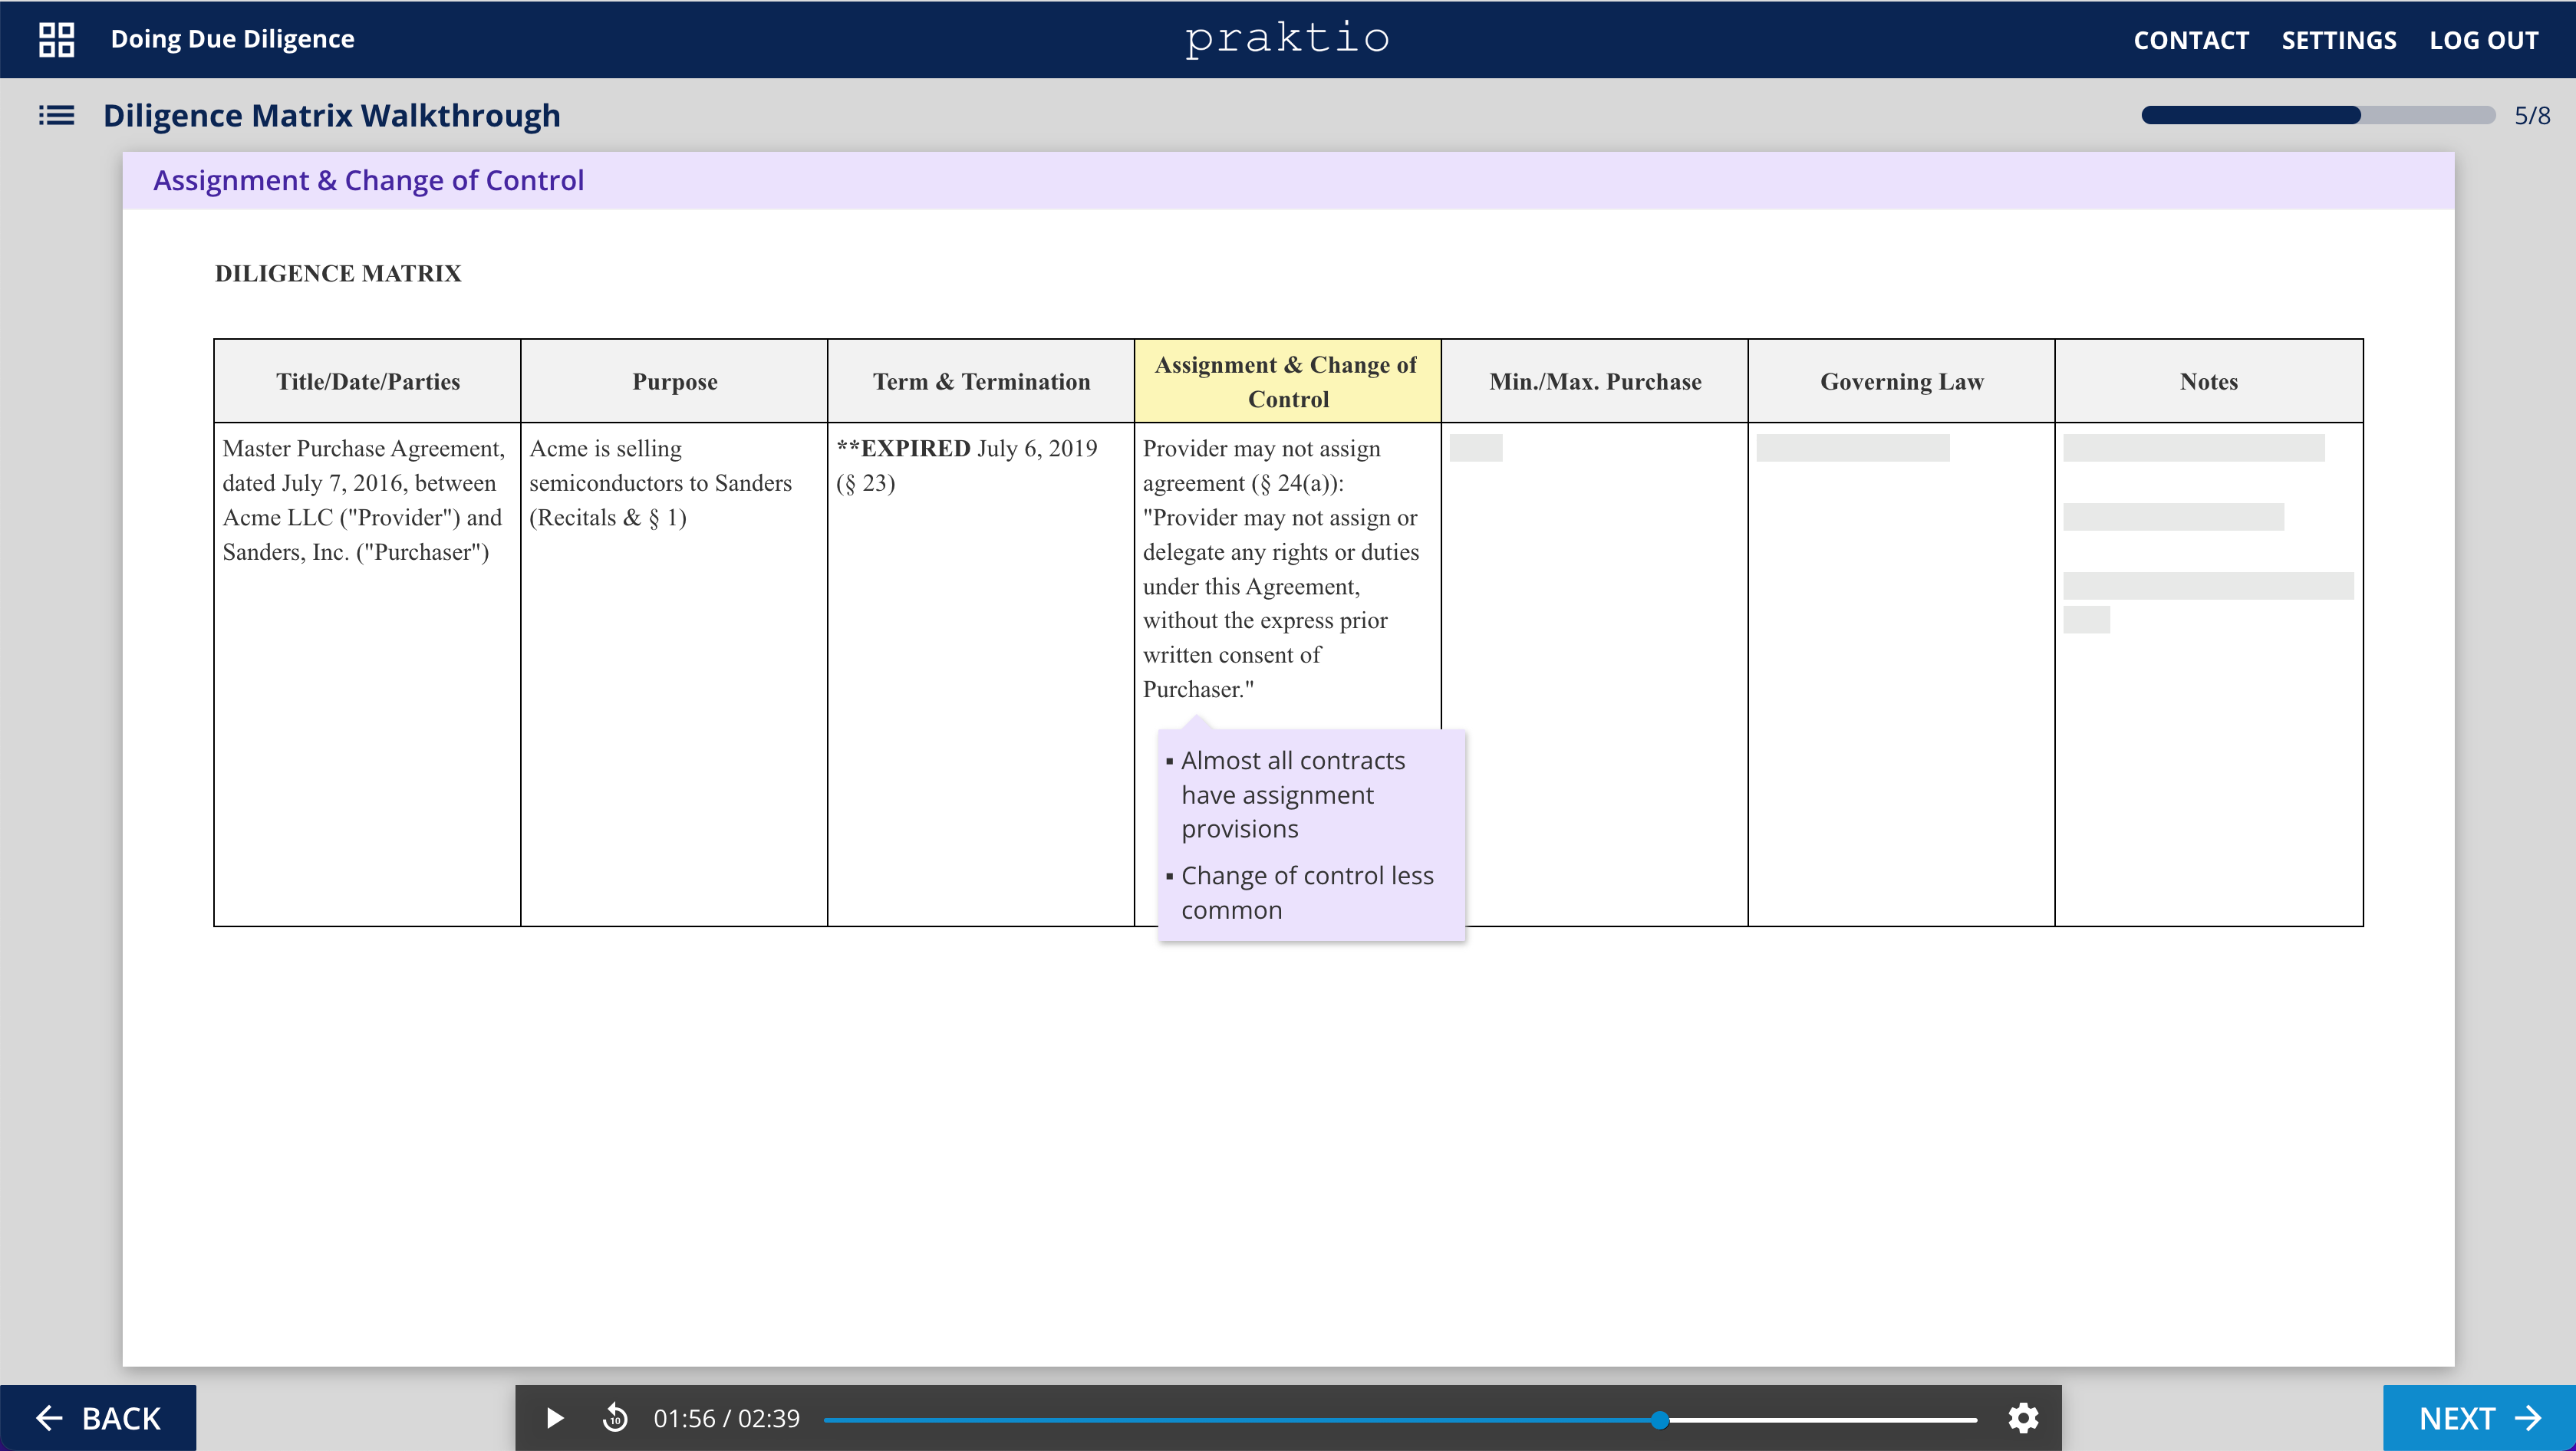 Doing Due Diligence
praktio
CONTACT SETTINGS LOG OUT
Diligence Matrix Walkthrough
5/8
Assignment & Change of Control
DILIGENCE MATRIX
Title/Date/Parties
Purpose
Term & Termination
Assignment & Change of
Control
Min./Max. Purchase
Governing Law
Notes
Master Purchase Agreement,
dated July 7, 2016, between
Acme LLC ("Provider") and
Sanders, Inc. ("Purchaser")
Acme is selling
semiconductors to Sanders
(Recitals & § 1)
**EXPIRED July 6, 2019
(§ 23)
Provider may not assign
agreement (§ 24(a)):
"Provider may not assign or
delegate any rights or duties
under this Agreement,
without the express prior
written consent of
Purchaser."
▪ Almost all contracts
have assignment
provisions
▪ Change of control less
common
BACK
10
01:56 / 02:39
NEXT